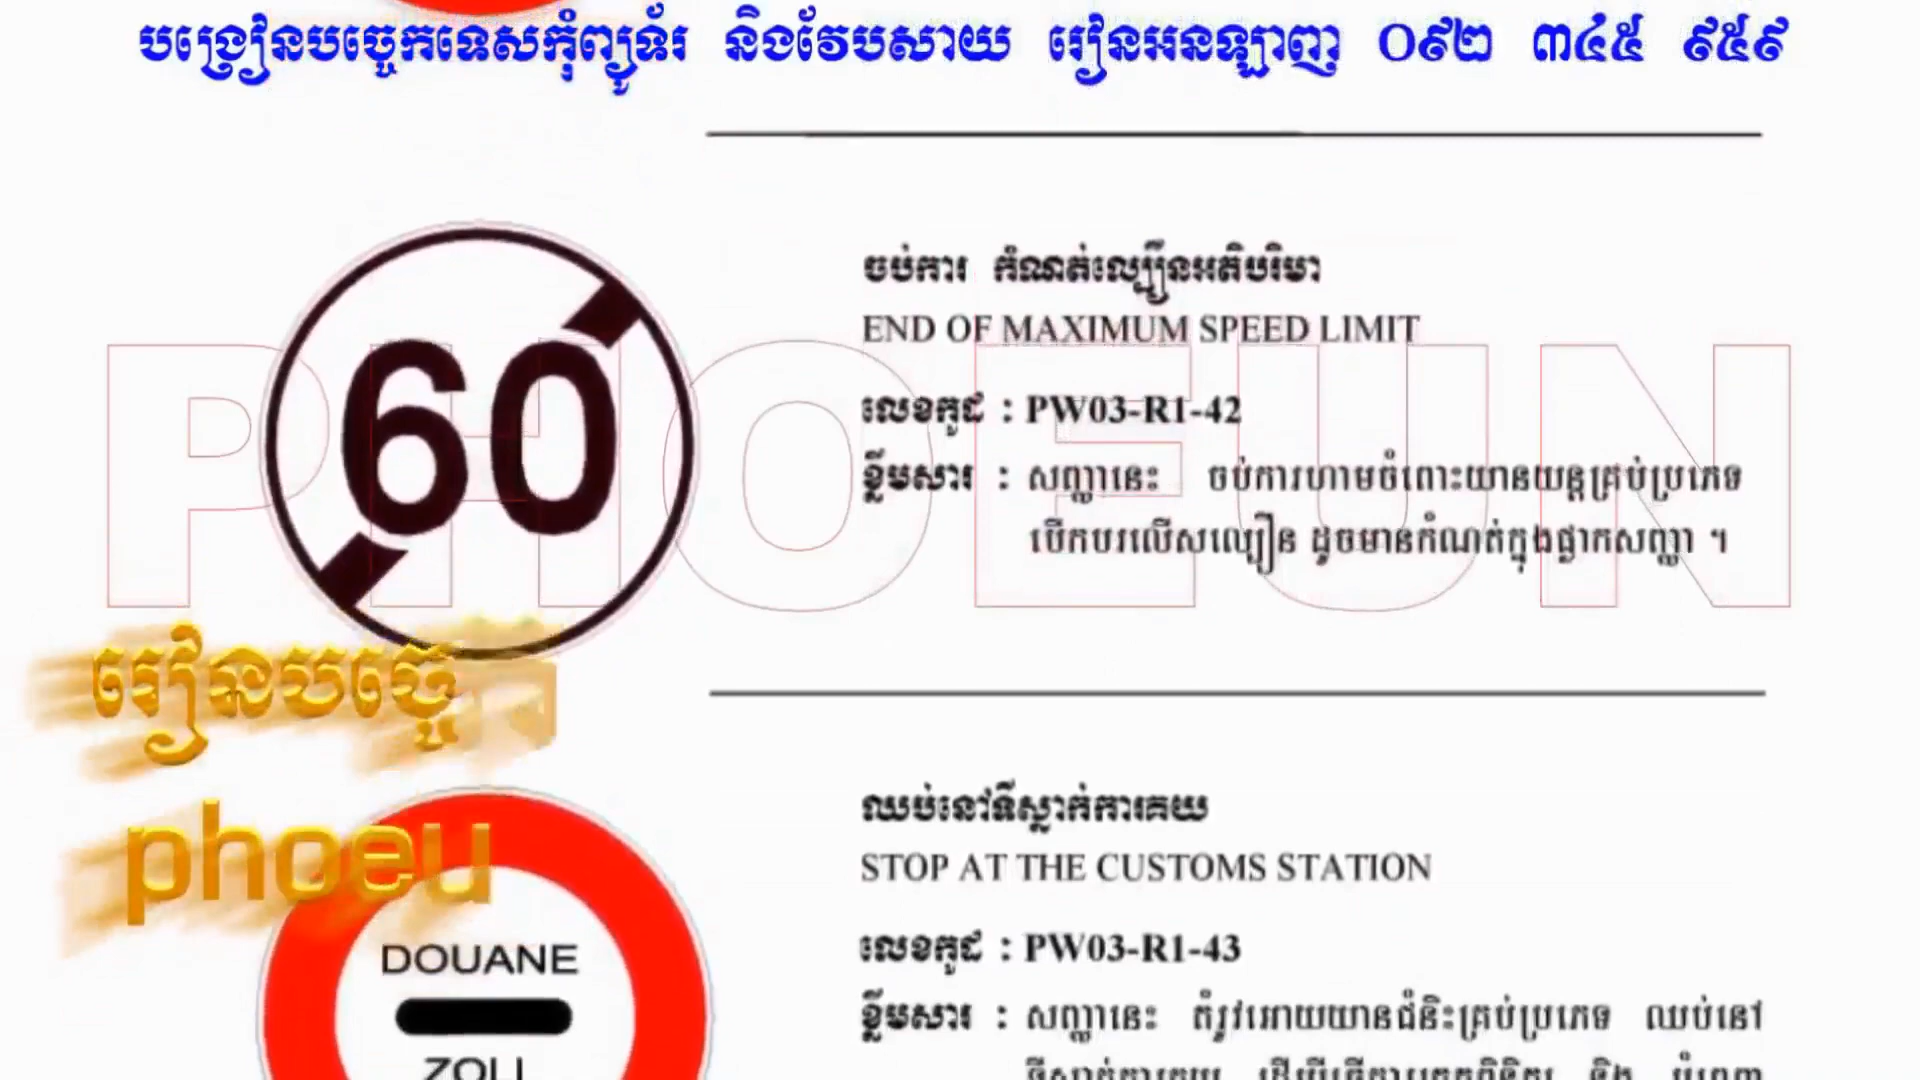 បង្រៀនបច្ចេកទេសកុំព្យូទ័រ និងវែបសាយ រៀនអនឡាញ ០៩២ ៣៤៥ ៩៥៩
60
ចប់ការ កំណត់ល្បឿនអតិបរិមា
END OF MAXIMUM SPEED LIMIT
លេខកូដ : PW03-R1-42
ខ្លឹមសារ : សញ្ញានេះ ចប់ការហាមចំពោះយានយន្តគ្រប់ប្រភេទ
បើកបរលើសល្បឿន ដូចមានកំណត់ក្នុងផ្លាកសញ្ញា ។
PHOEUN
រៀនបច្ចេ
phoeu
ឈប់នៅទីស្នាក់ការគយ
STOP AT THE CUSTOMS STATION
លេខកូដ : PW03-R1-43
ខ្លឹមសារ : សញ្ញានេះ តំរូវអោយយានជំនិះគ្រប់ប្រភេទ ឈប់នៅ
DOUANE
ZOLL